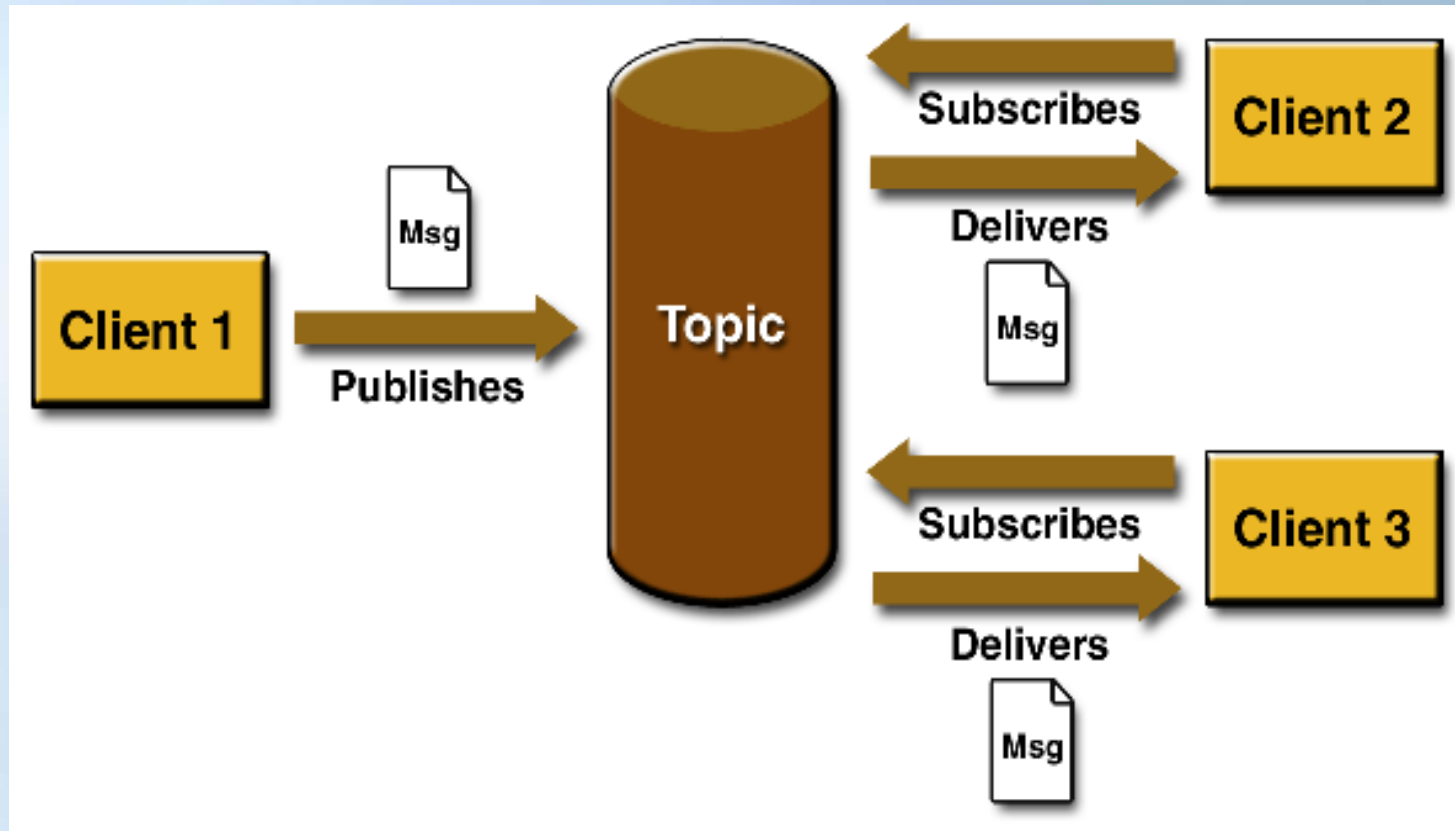 Client 1
Msg
Publishes
Topic
Subscribes
Client 2
Delivers
Msg
Subscribes
Client 3
Delivers
Msg